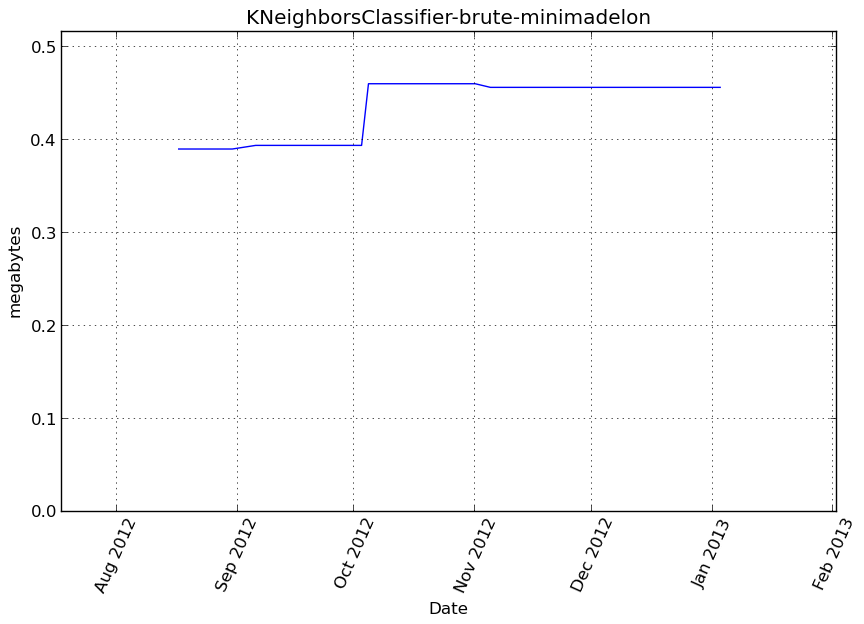 KNeighborsClassifier-brute-minimadelon
0.5
0.4
0.3
0.2
0.1
0.0
megabytes
Aug 2012
Sep 2012
Oct 2012
Nov 2012
Dec 2012
Jan 2013
Feb 2013
Date